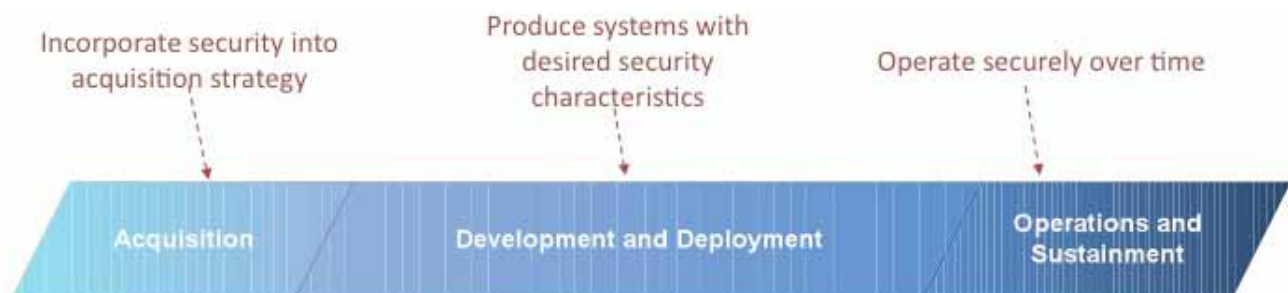 Incorporate security into
acquisition strategy
Produce systems with
desired security
characteristics
Operate securely over time
Acquisition
Development and Deployment
Operations and
Sustainment